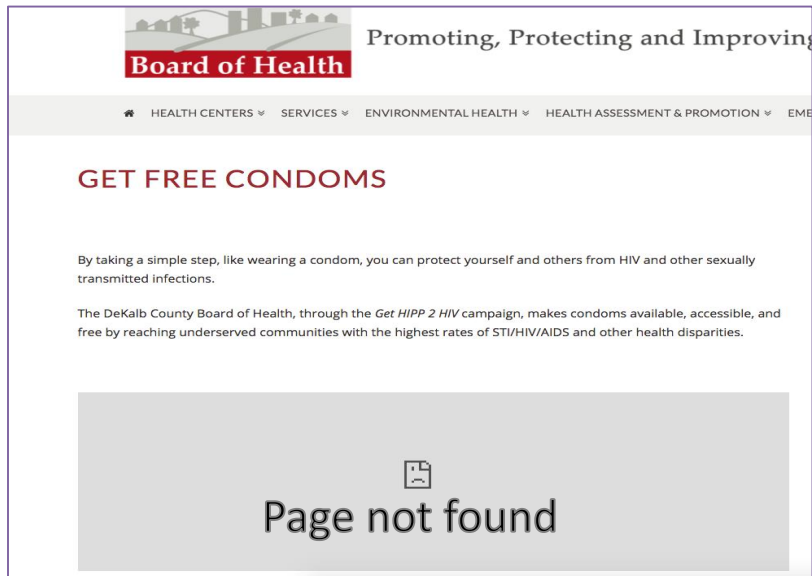 Promoting, Protecting and Improving
Board of Health
HEALTH CENTERS SERVICES ENVIRONMENTAL HEALTH HEALTH ASSESSMENT & PROMOTION EME
GET FREE CONDOMS
By taking a simple step, like wearing a condom, you can protect yourself and others from HIV and other sexually
transmitted infections.
The DeKalb County Board of Health, through the Get HIPP 2 HIV campaign, makes condoms available, accessible, and
free by reaching underserved communities with the highest rates of STI/HIV/AIDS and other health disparities.
Page not found